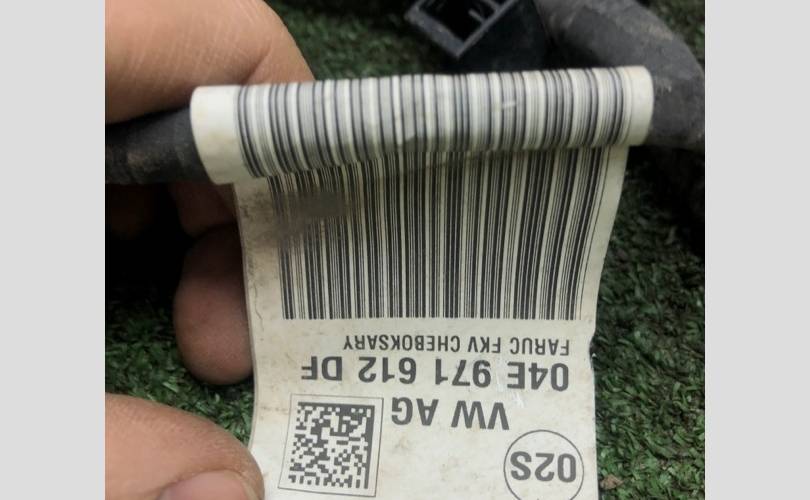 02S
VW AG
04E 971 612 DF
FARUC FKV CHEBOKSARY